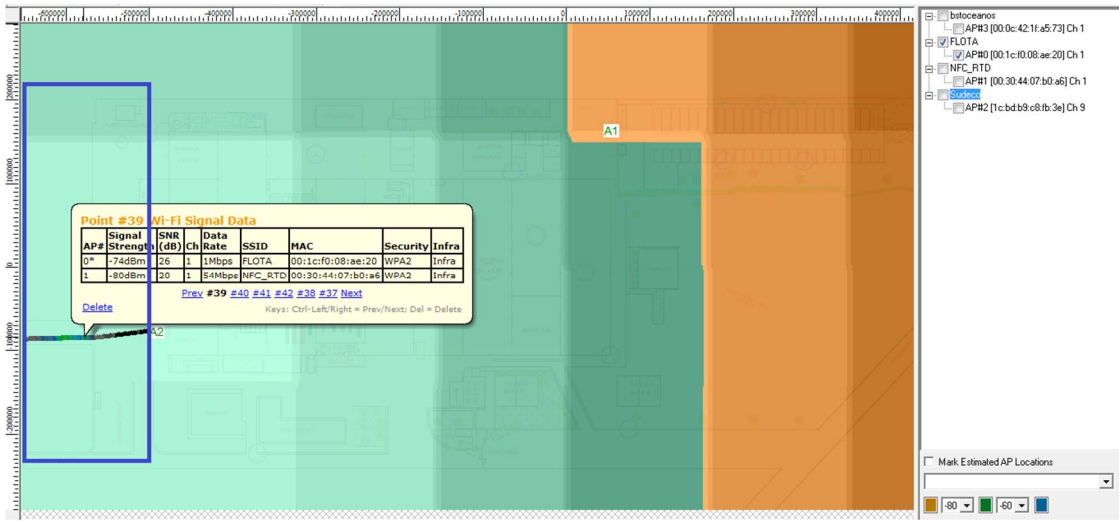 -600000 -500000 -400000 -300000 -200000 -100000 0 100000 200000 300000 400000
200000
100000
0
-100000
-200000
A1
A2
Point #39 Wi-Fi Signal Data
AP# Signal Strength SNR (dB) Ch Data Rate SSID MAC Security Infra
0* -74dBm 26 1 1Mbps FLOTA 00:1c:f0:08:ae:20 WPA2 Infra
1 -80dBm 20 1 54Mbps NFC_RTD 00:30:44:07:b0:a6 WPA2 Infra
Prev #39 #40 #41 #42 #38 #37 Next
Delete Keys: Ctrl-Left/Right = Prev/Next; Del = Delete
bstoceanos
AP#3 [00:0c:42:1f:a5:73] Ch 1
FLOTA
AP#0 [00:1c:f0:08:ae:20] Ch 1
NFC_RTD
AP#1 [00:30:44:07:b0:a6] Ch 1
Sudeco
AP#2 [1c:bd:b9:c8:fb:3e] Ch 9
Mark Estimated AP Locations
-80 -60